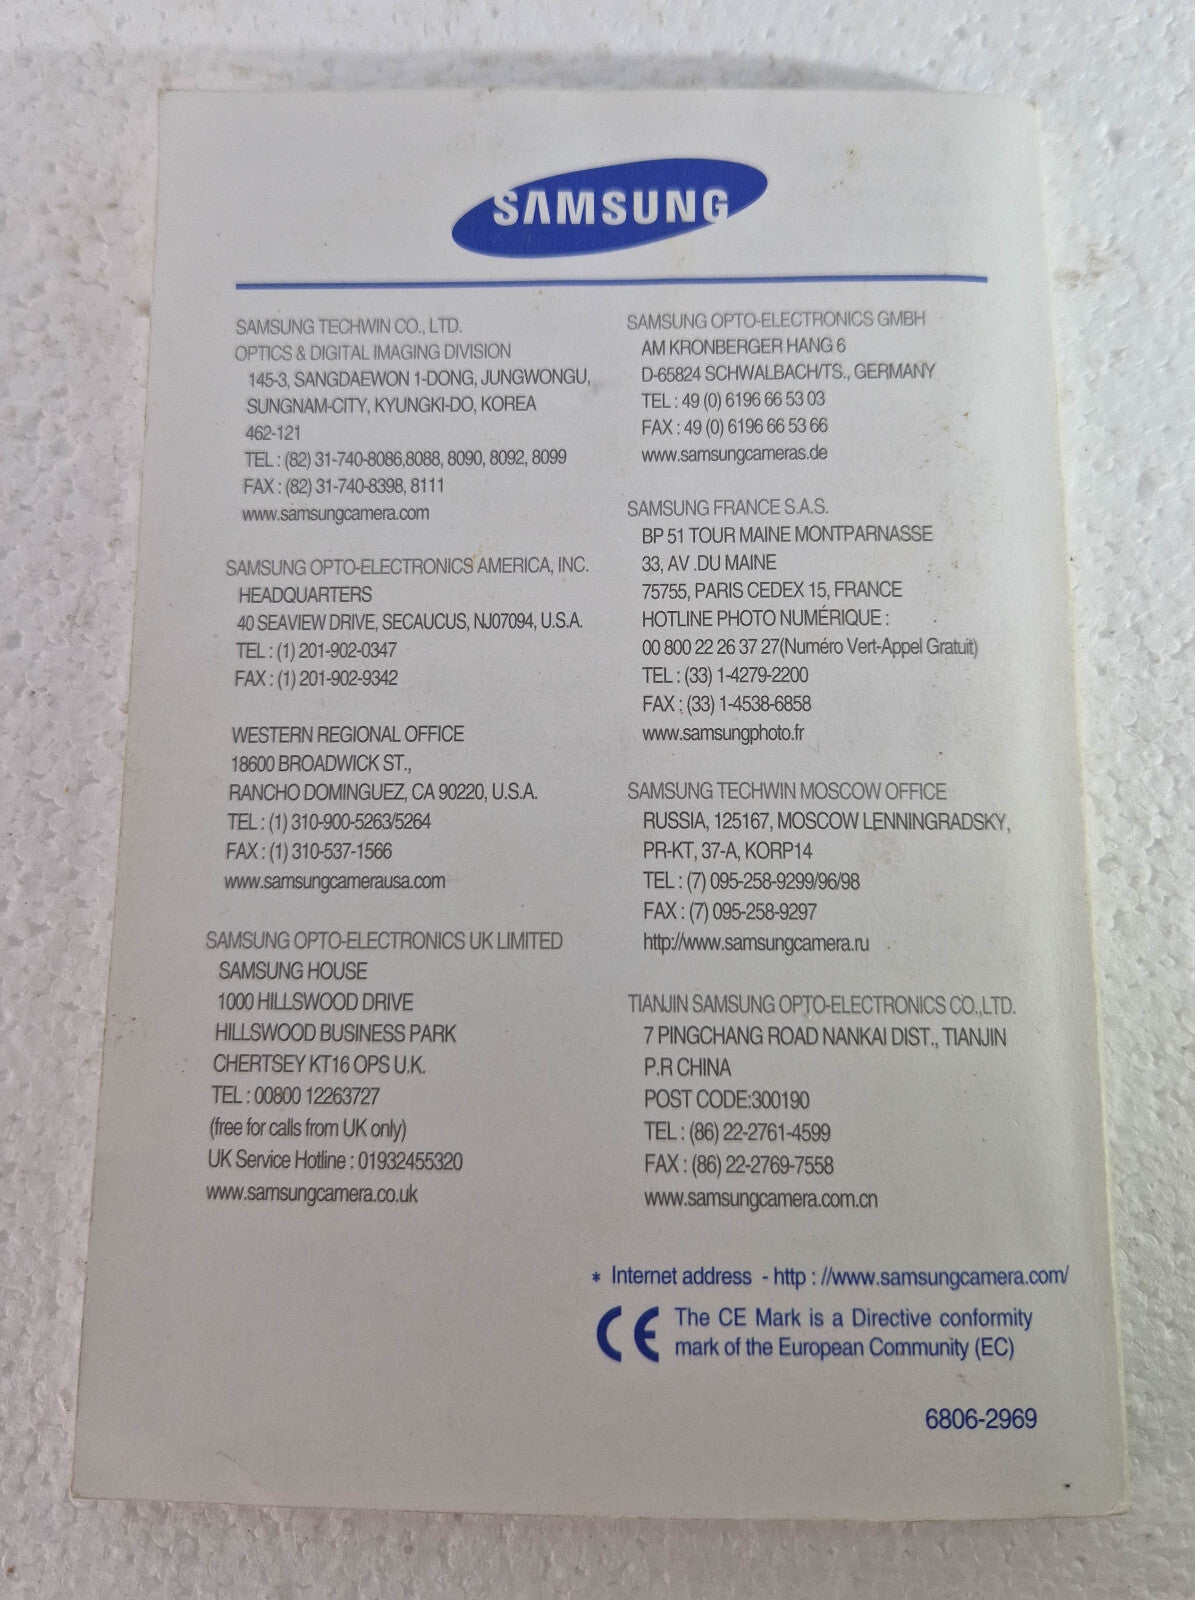 SAMSUNG
SAMSUNG TECHWIN CO., LTD.
OPTICS & DIGITAL IMAGING DIVISION
145-3, SANGDAEWON 1-DONG, JUNGWONGU,
SUNGNAM-CITY, KYUNGKI-DO, KOREA
462-121
TEL : (82) 31-740-8086,8088, 8090, 8092, 8099
FAX : (82) 31-740-8398, 8111
www.samsungcamera.com
SAMSUNG OPTO-ELECTRONICS AMERICA, INC.
HEADQUARTERS
40 SEAVIEW DRIVE, SECAUCUS, NJ07094, U.S.A.
TEL : (1) 201-902-0347
FAX : (1) 201-902-9342
WESTERN REGIONAL OFFICE
18600 BROADWICK ST.,
RANCHO DOMINGUEZ, CA 90220, U.S.A.
TEL : (1) 310-900-5263/5264
FAX : (1) 310-537-1566
www.samsungcamerausa.com
SAMSUNG OPTO-ELECTRONICS UK LIMITED
SAMSUNG HOUSE
1000 HILLSWOOD DRIVE
HILLSWOOD BUSINESS PARK
CHERTSEY KT16 OPS U.K.
TEL : 00800 12263727
(free for calls from UK only)
UK Service Hotline : 01932455320
www.samsungcamera.co.uk
SAMSUNG OPTO-ELECTRONICS GMBH
AM KRONBERGER HANG 6
D-65824 SCHWALBACH/TS., GERMANY
TEL : 49 (0) 6196 66 53 03
FAX : 49 (0) 6196 66 53 66
www.samsungcameras.de
SAMSUNG FRANCE S.A.S.
BP 51 TOUR MAINE MONTPARNASSE
33, AV .DU MAINE
75755, PARIS CEDEX 15, FRANCE
HOTLINE PHOTO NUMÉRIQUE :
00 800 22 26 37 27(Numéro Vert-Appel Gratuit)
TEL : (33) 1-4279-2200
FAX : (33) 1-4538-6858
www.samsungphoto.fr
SAMSUNG TECHWIN MOSCOW OFFICE
RUSSIA, 125167, MOSCOW LENNINGRADSKY,
PR-KT, 37-A, KORP14
TEL : (7) 095-258-9299/96/98
FAX : (7) 095-258-9297
http://www.samsungcamera.ru
TIANJIN SAMSUNG OPTO-ELECTRONICS CO.,LTD.
7 PINGCHANG ROAD NANKAI DIST., TIANJIN
P.R CHINA
POST CODE:300190
TEL : (86) 22-2761-4599
FAX : (86) 22-2769-7558
www.samsungcamera.com.cn
* Internet address - http : //www.samsungcamera.com/
CE The CE Mark is a Directive conformity
mark of the European Community (EC)
6806-2969